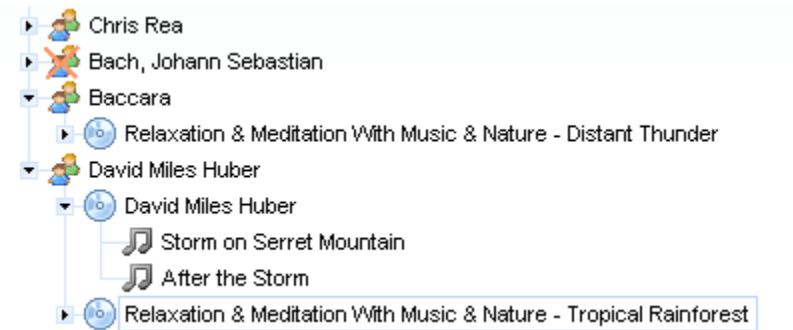 Chris Rea
Bach, Johann Sebastian
Baccara
Relaxation & Meditation With Music & Nature - Distant Thunder
David Miles Huber
David Miles Huber
Storm on Serret Mountain
After the Storm
Relaxation & Meditation With Music & Nature - Tropical Rainforest